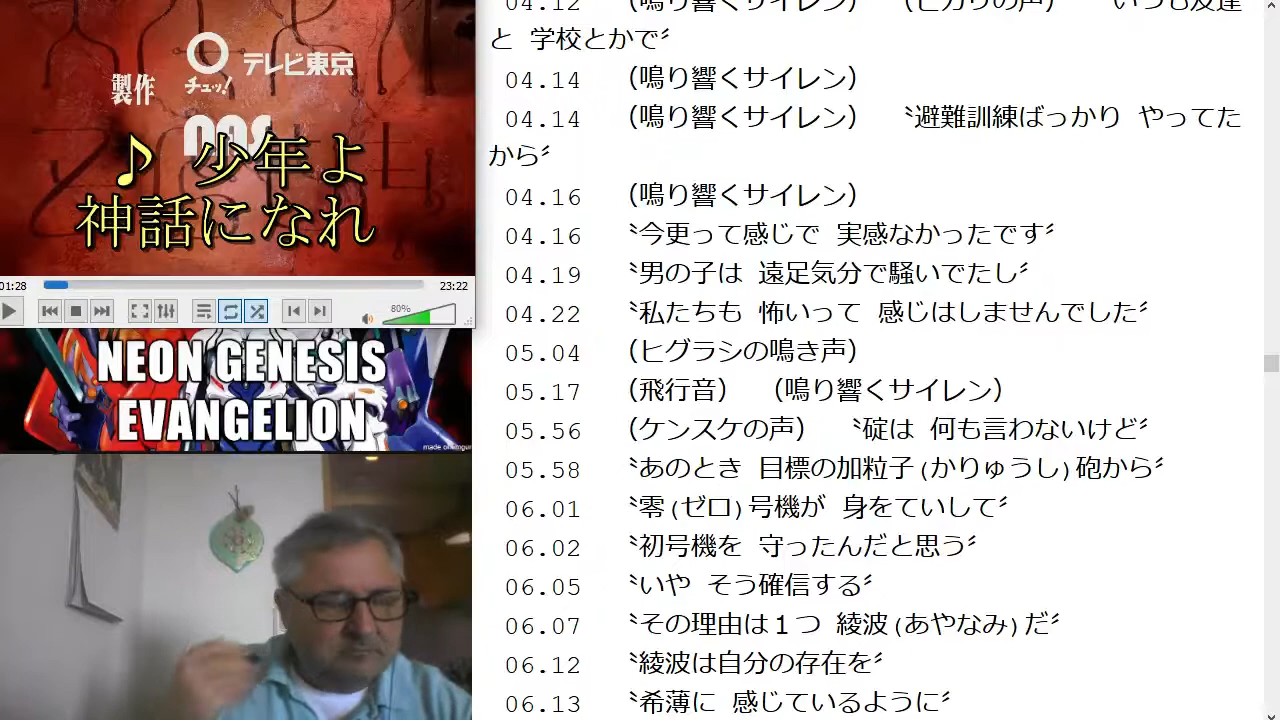 製作
チュッ!
テレビ東京
nas
♪ 少年よ
神話になれ
01:28
23:22
80%
NEON GENESIS
EVANGELION
と 学校とかで〞
04.14 （鳴り響くサイレン）
04.14 （鳴り響くサイレン） 〝避難訓練ばっかり やってた
から〞
04.16 （鳴り響くサイレン）
04.16 〝今更って感じで 実感なかったです〞
04.19 〝男の子は 遠足気分で騒いでたし〞
04.22 〝私たちも 怖いって 感じはしませんでした〞
05.04 （ヒグラシの鳴き声）
05.17 （飛行音） （鳴り響くサイレン）
05.56 （ケンスケの声） 〝碇は 何も言わないけど〞
05.58 〝あのとき 目標の加粒子(かりゅうし)砲から〞
06.01 〝零(ゼロ)号機が 身をていして〞
06.02 〝初号機を 守ったんだと思う〞
06.05 〝いや そう確信する〞
06.07 〝その理由は１つ 綾波(あやなみ)だ〞
06.12 〝綾波は自分の存在を〞
06.13 〝希薄に 感じているように〞